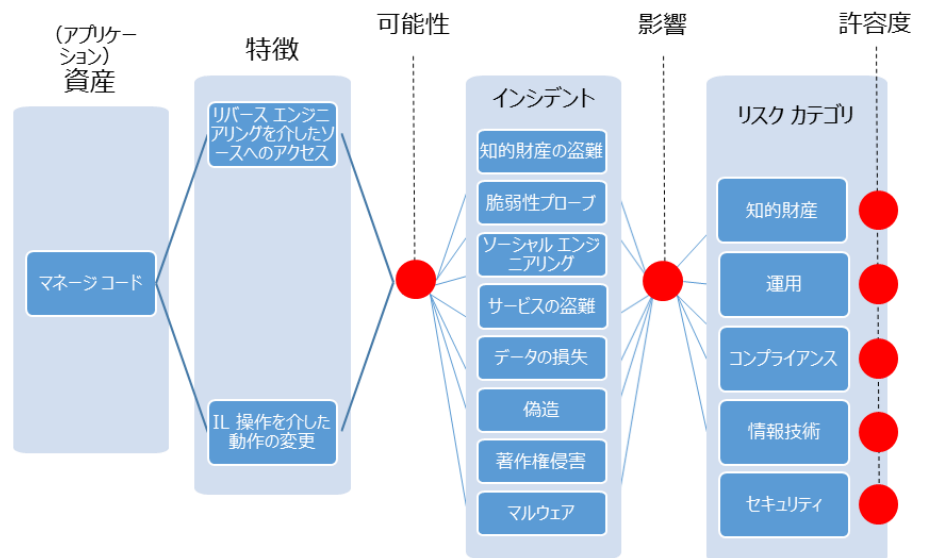 (アプリケー
ション)
資産
特徴
可能性
影響
許容度
マネージ コード
リバース エンジニ
アリングを介したソ
ースへのアクセス
IL 操作を介した
動作の変更
インシデント
知的財産の盗難
脆弱性プローブ
ソーシャル エンジ
ニアリング
サービスの盗難
データの損失
偽造
著作権侵害
マルウェア
リスク カテゴリ
知的財産
運用
コンプライアンス
情報技術
セキュリティ